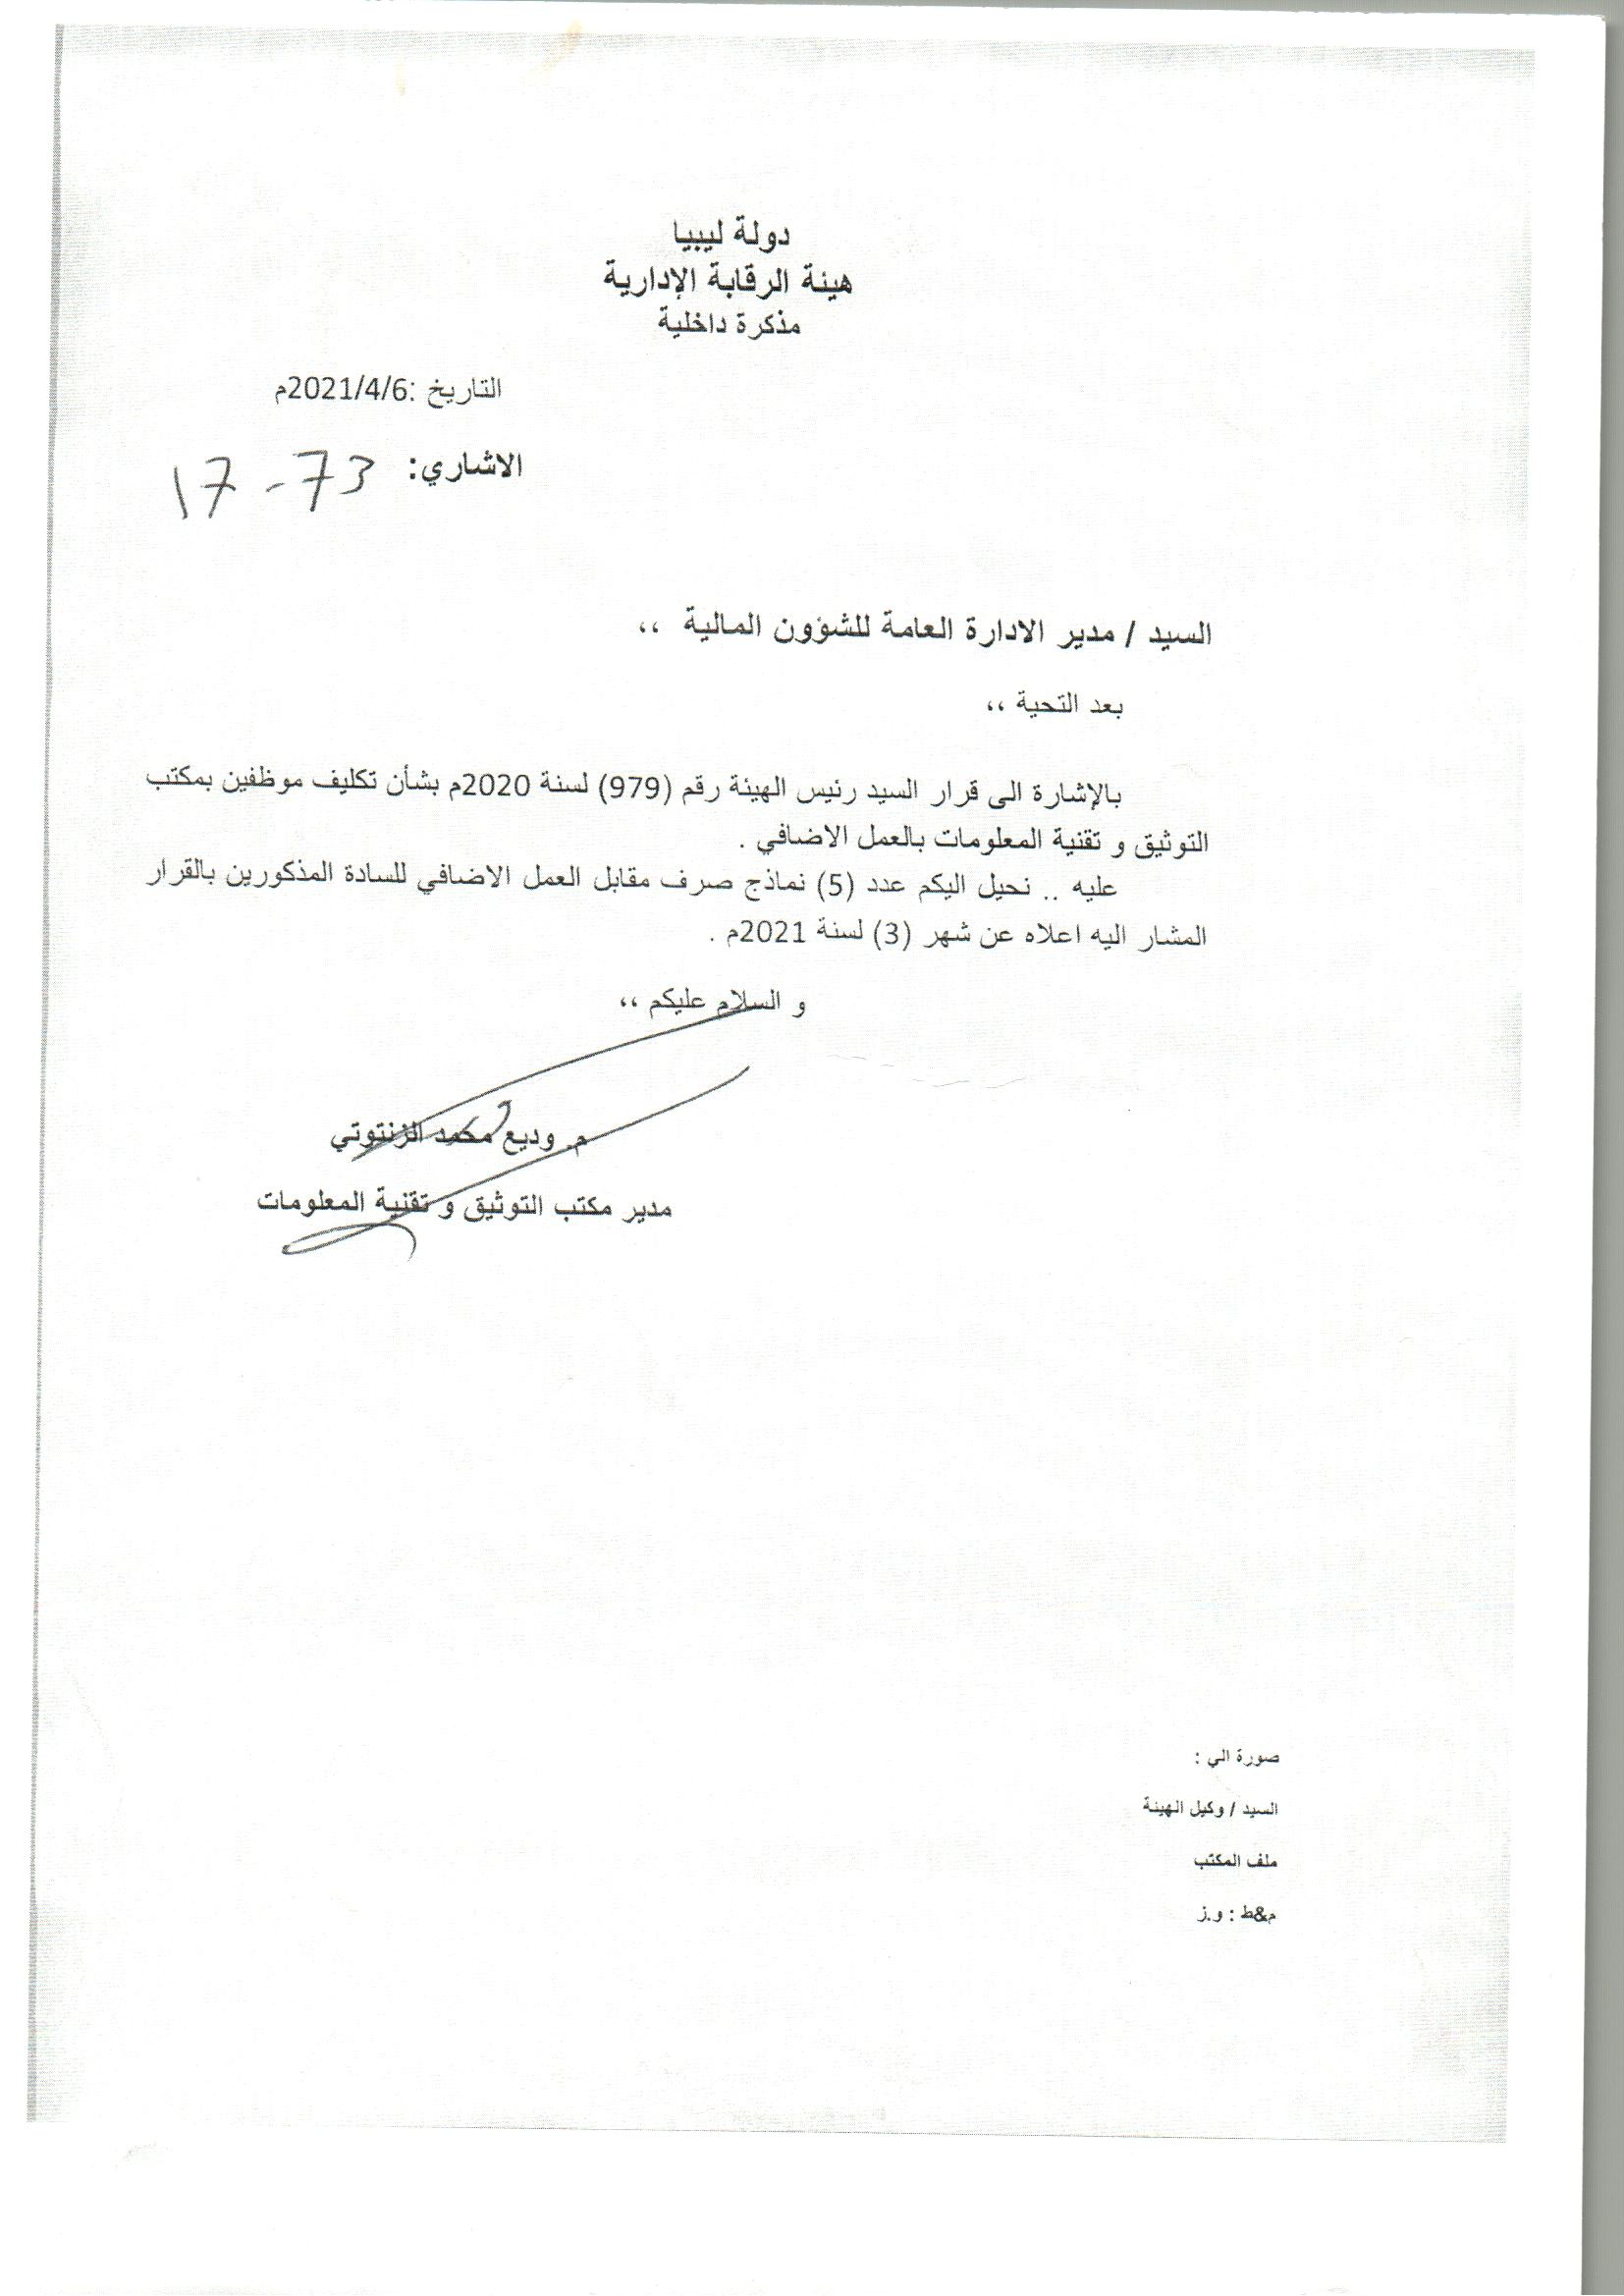 دولة ليبيا
هيئة الرقابة الإدارية
مذكرة داخلية
التاريخ :2021/4/6م
الاشاري: 73 - 17
السيد / مدير الادارة العامة للشؤون المالية ،،
بعد التحية ،،
بالإشارة الى قرار السيد رئيس الهيئة رقم (979) لسنة 2020م بشأن تكليف موظفين بمكتب
التوثيق و تقنية المعلومات بالعمل الاضافي .
عليه .. نحيل اليكم عدد (5) نماذج صرف مقابل العمل الاضافي للسادة المذكورين بالقرار
المشار اليه اعلاه عن شهر (3) لسنة 2021م .
و السلام عليكم ،،
م. وديع محمد الزنتوتي
مدير مكتب التوثيق و تقنية المعلومات
صورة الي :
السيد / وكيل الهيئة
ملف المكتب
م&ط : و.ز